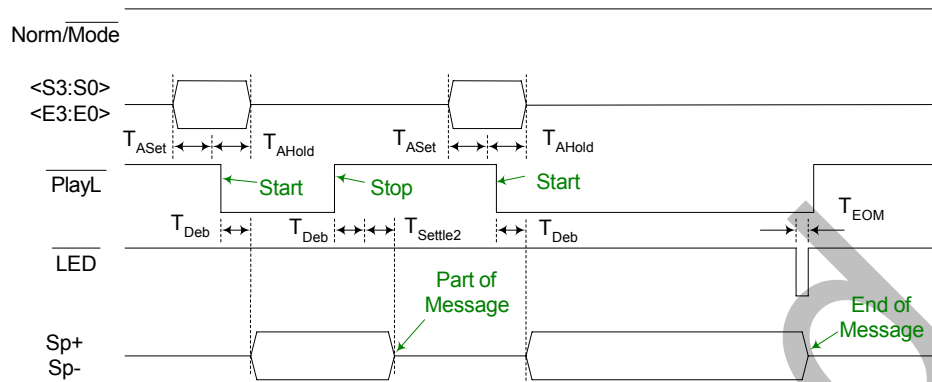 Norm/Mode
<S3:S0>
<E3:E0>
TASet
TAHold
TASet
TAHold
PlayL
Start
Stop
Start
TDeb
TDeb
TSettle2
TDeb
TEOM
LED
Part of
Message
End of
Message
Sp+
Sp-